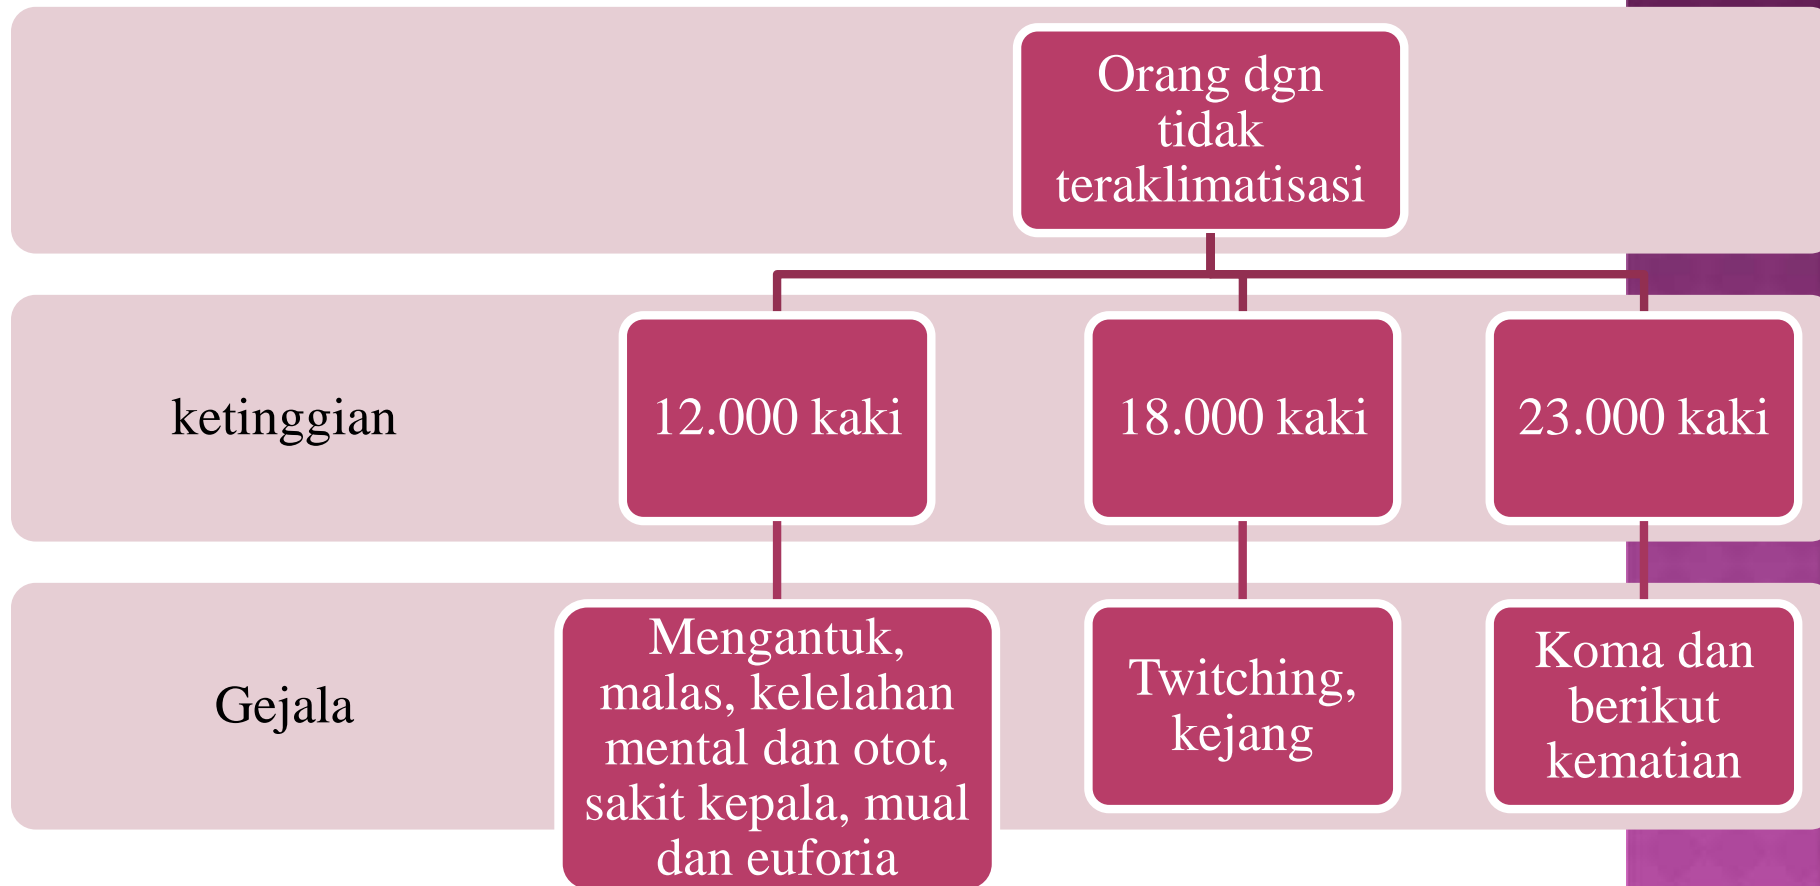 Orang dgn
tidak
teraklimatisasi
ketinggian
12.000 kaki
18.000 kaki
23.000 kaki
Gejala
Mengantuk,
malas, kelelahan
mental dan otot,
sakit kepala, mual
dan euforia
Twitching,
kejang
Koma dan
berikut
kematian